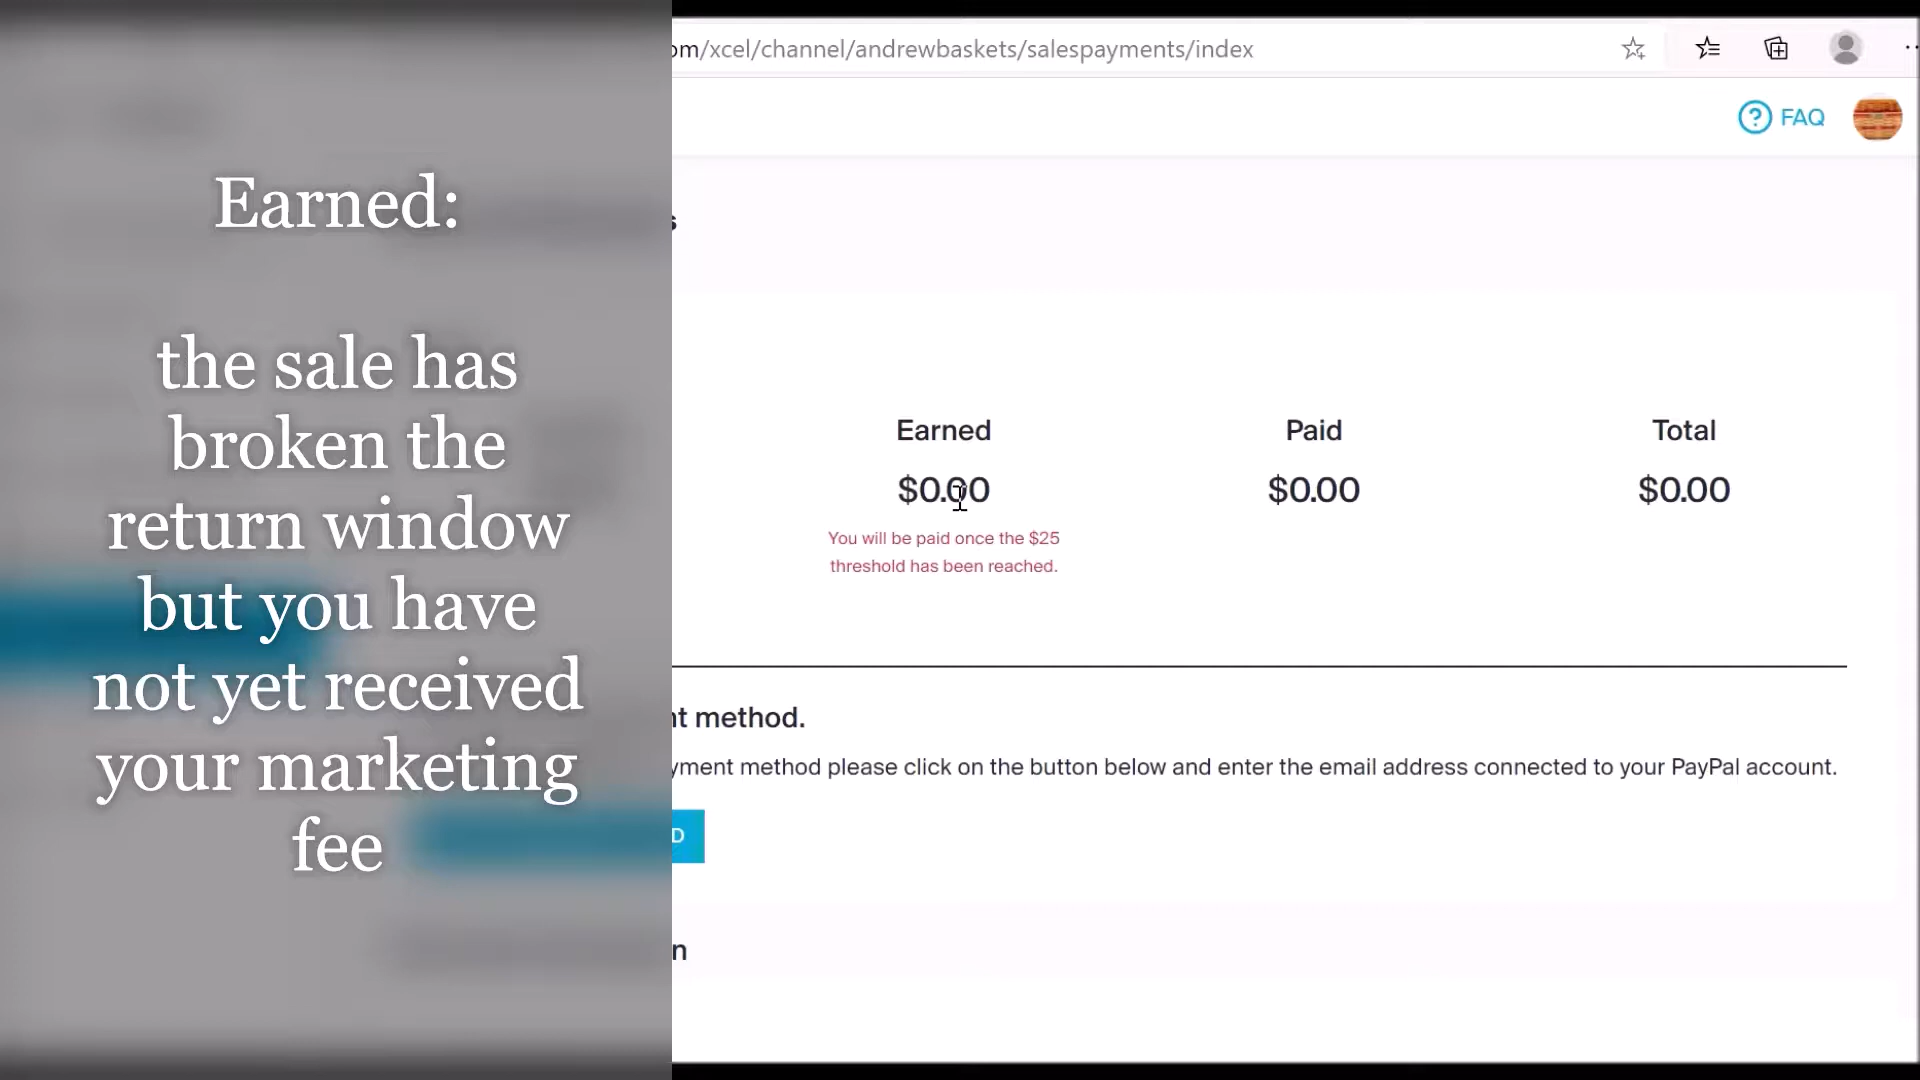 Earned:
the sale has
broken the
return window
but you have
not yet received
your marketing
fee
om/xcel/channel/andrewbaskets/salespayments/index
FAQ
s
Earned
Paid
Total
$0.00
$0.00
$0.00
You will be paid once the $25
threshold has been reached.
nt method.
yment method please click on the button below and enter the email address connected to your PayPal account.
D
n